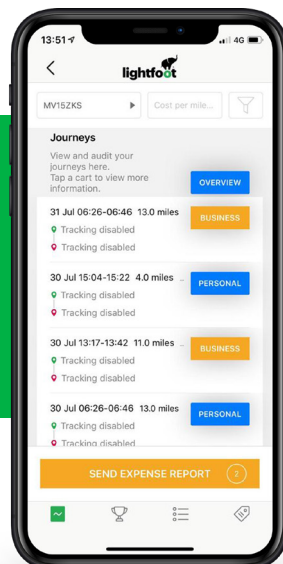 13:51
4G
lightfoot
MV15ZKS
Cost per mile...
Journeys
View and audit your
journeys here.
Tap a cart to view more
information.
OVERVIEW
31 Jul 06:26-06:46 13.0 miles
BUSINESS
Tracking disabled
Tracking disabled
30 Jul 15:04-15:22 4.0 miles ..
PERSONAL
Tracking disabled
Tracking disabled
30 Jul 13:17-13:42 11.0 miles ..
BUSINESS
Tracking disabled
Tracking disabled
30 Jul 06:26-06:46 13.0 miles
PERSONAL
Tracking disabled
Tracking disabled
SEND EXPENSE REPORT 2